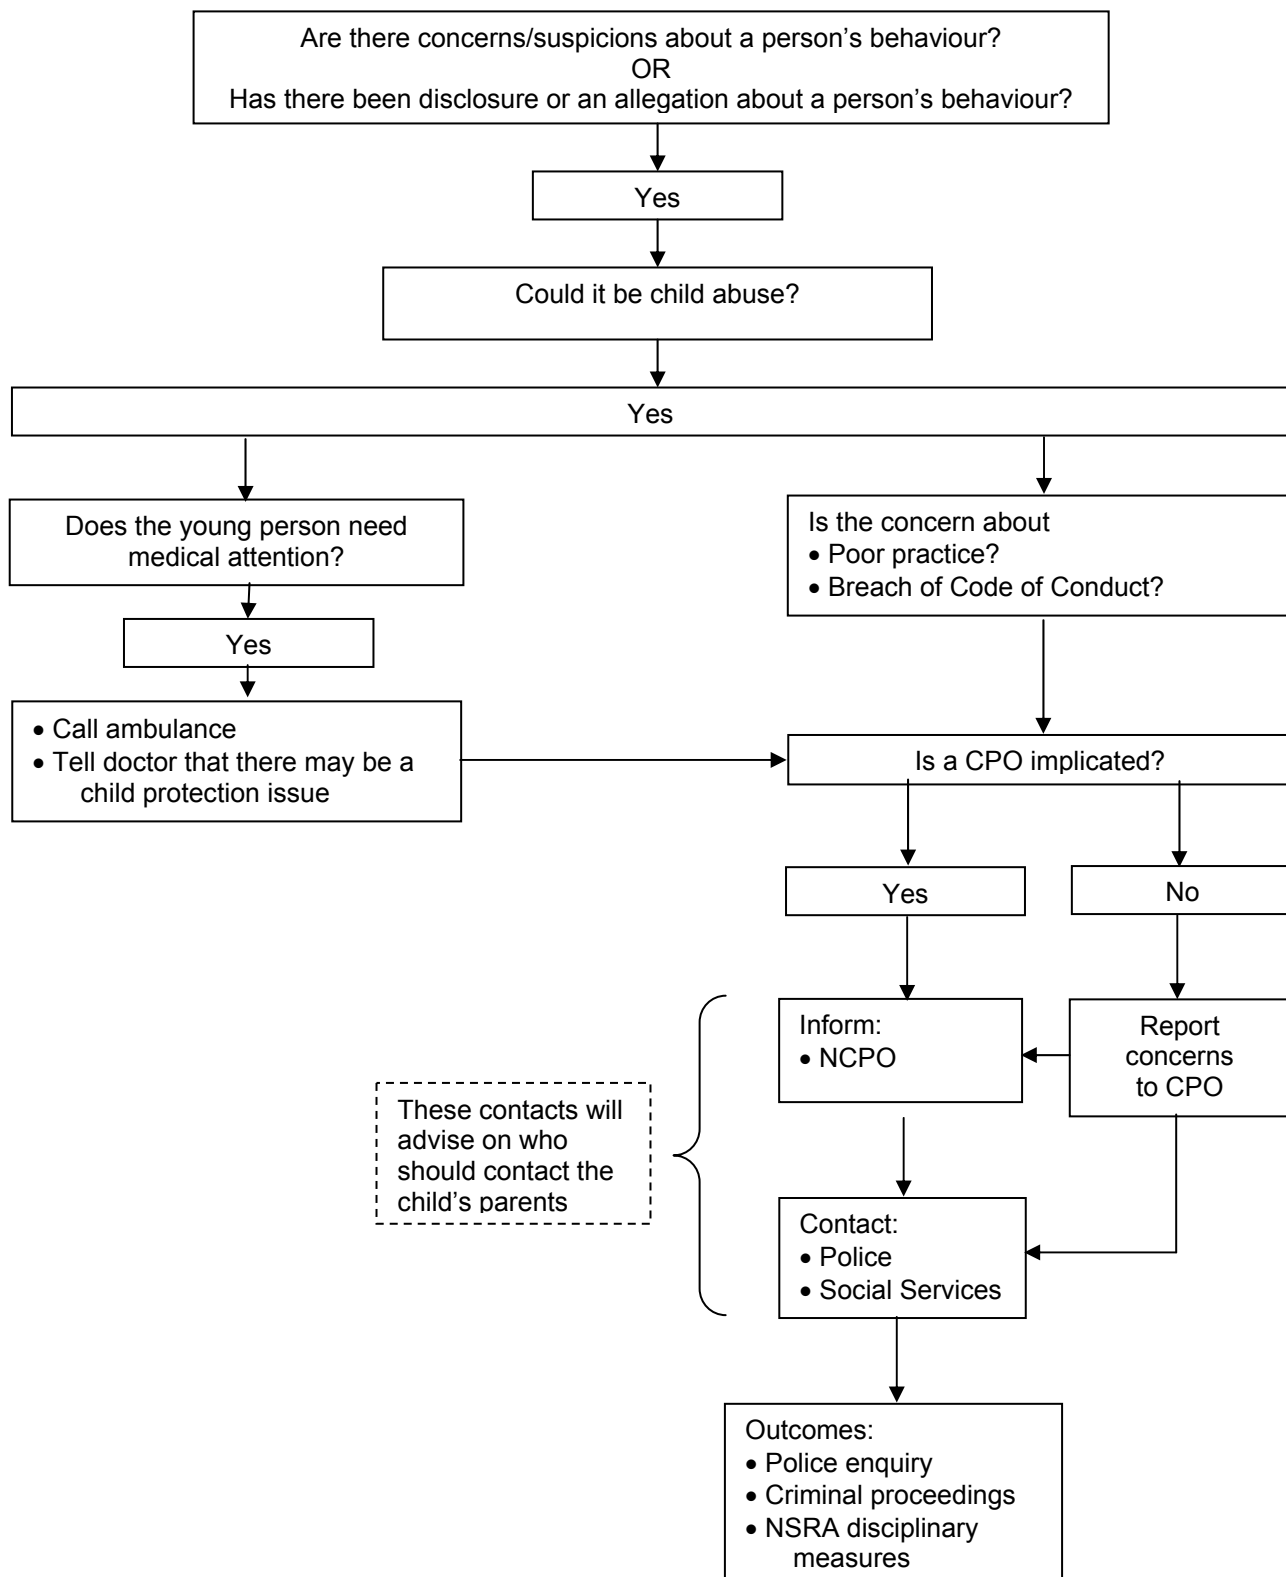 Are there concerns/suspicions about a person’s behaviour?
OR
Has there been disclosure or an allegation about a person’s behaviour?
Yes
Could it be child abuse?
Yes
Does the young person need
medical attention?
Yes
• Call ambulance
• Tell doctor that there may be a
child protection issue
Is the concern about
• Poor practice?
• Breach of Code of Conduct?
Is a CPO implicated?
Yes
No
Inform:
• NCPO
Report
concerns
to CPO
These contacts will
advise on who
should contact the
child’s parents
Contact:
• Police
• Social Services
Outcomes:
• Police enquiry
• Criminal proceedings
• NSRA disciplinary
measures